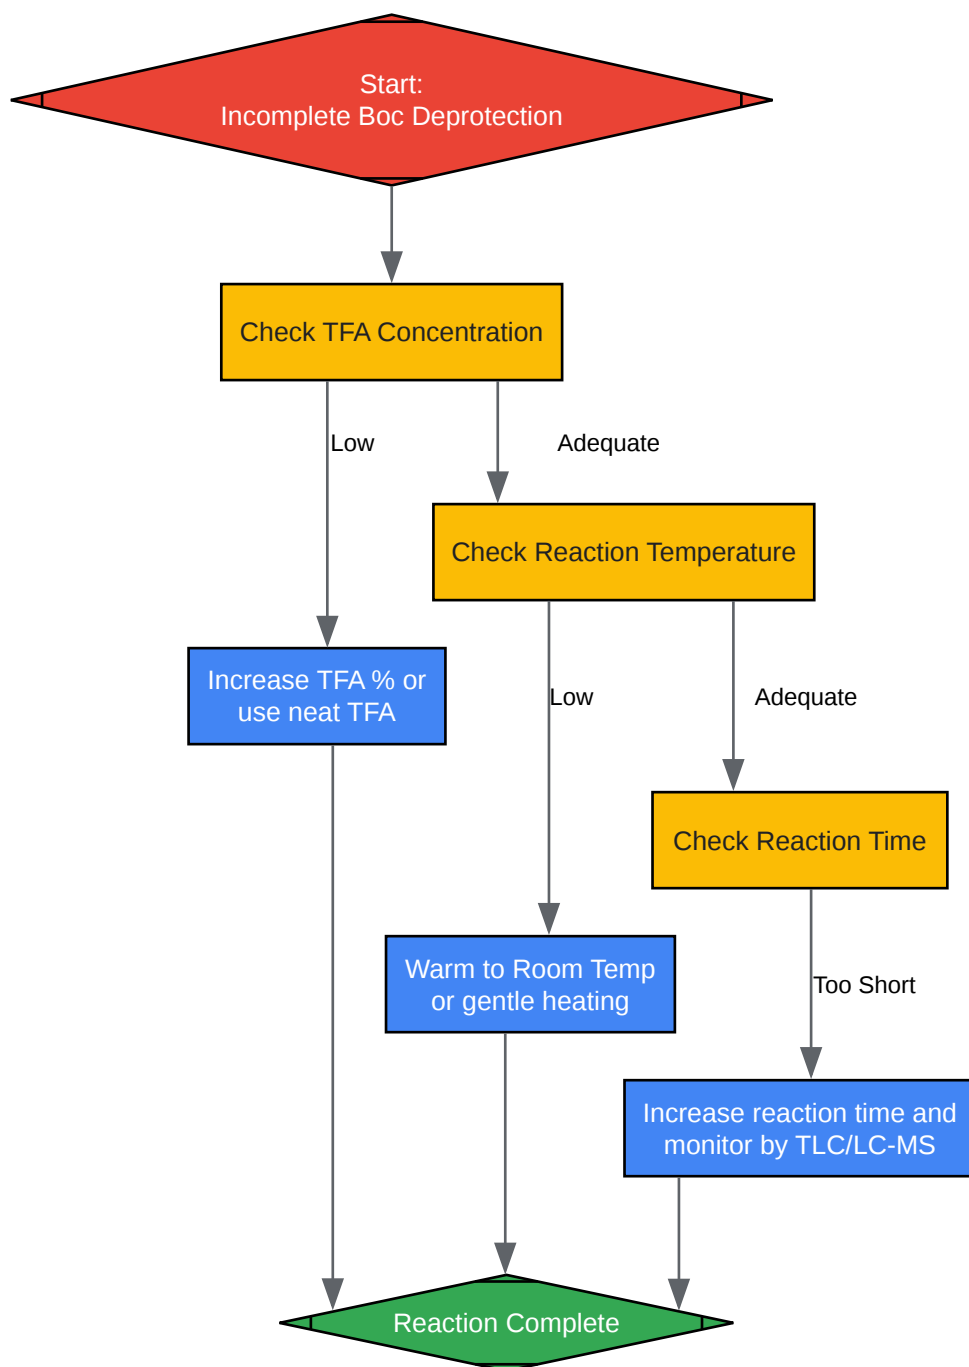 Start:
Incomplete Boc Deprotection
Check TFA Concentration
Low
Adequate
Check Reaction Temperature
Increase TFA % or
use neat TFA
Low
Adequate
Check Reaction Time
Warm to Room Temp
or gentle heating
Too Short
Increase reaction time and
monitor by TLC/LC-MS
Reaction Complete